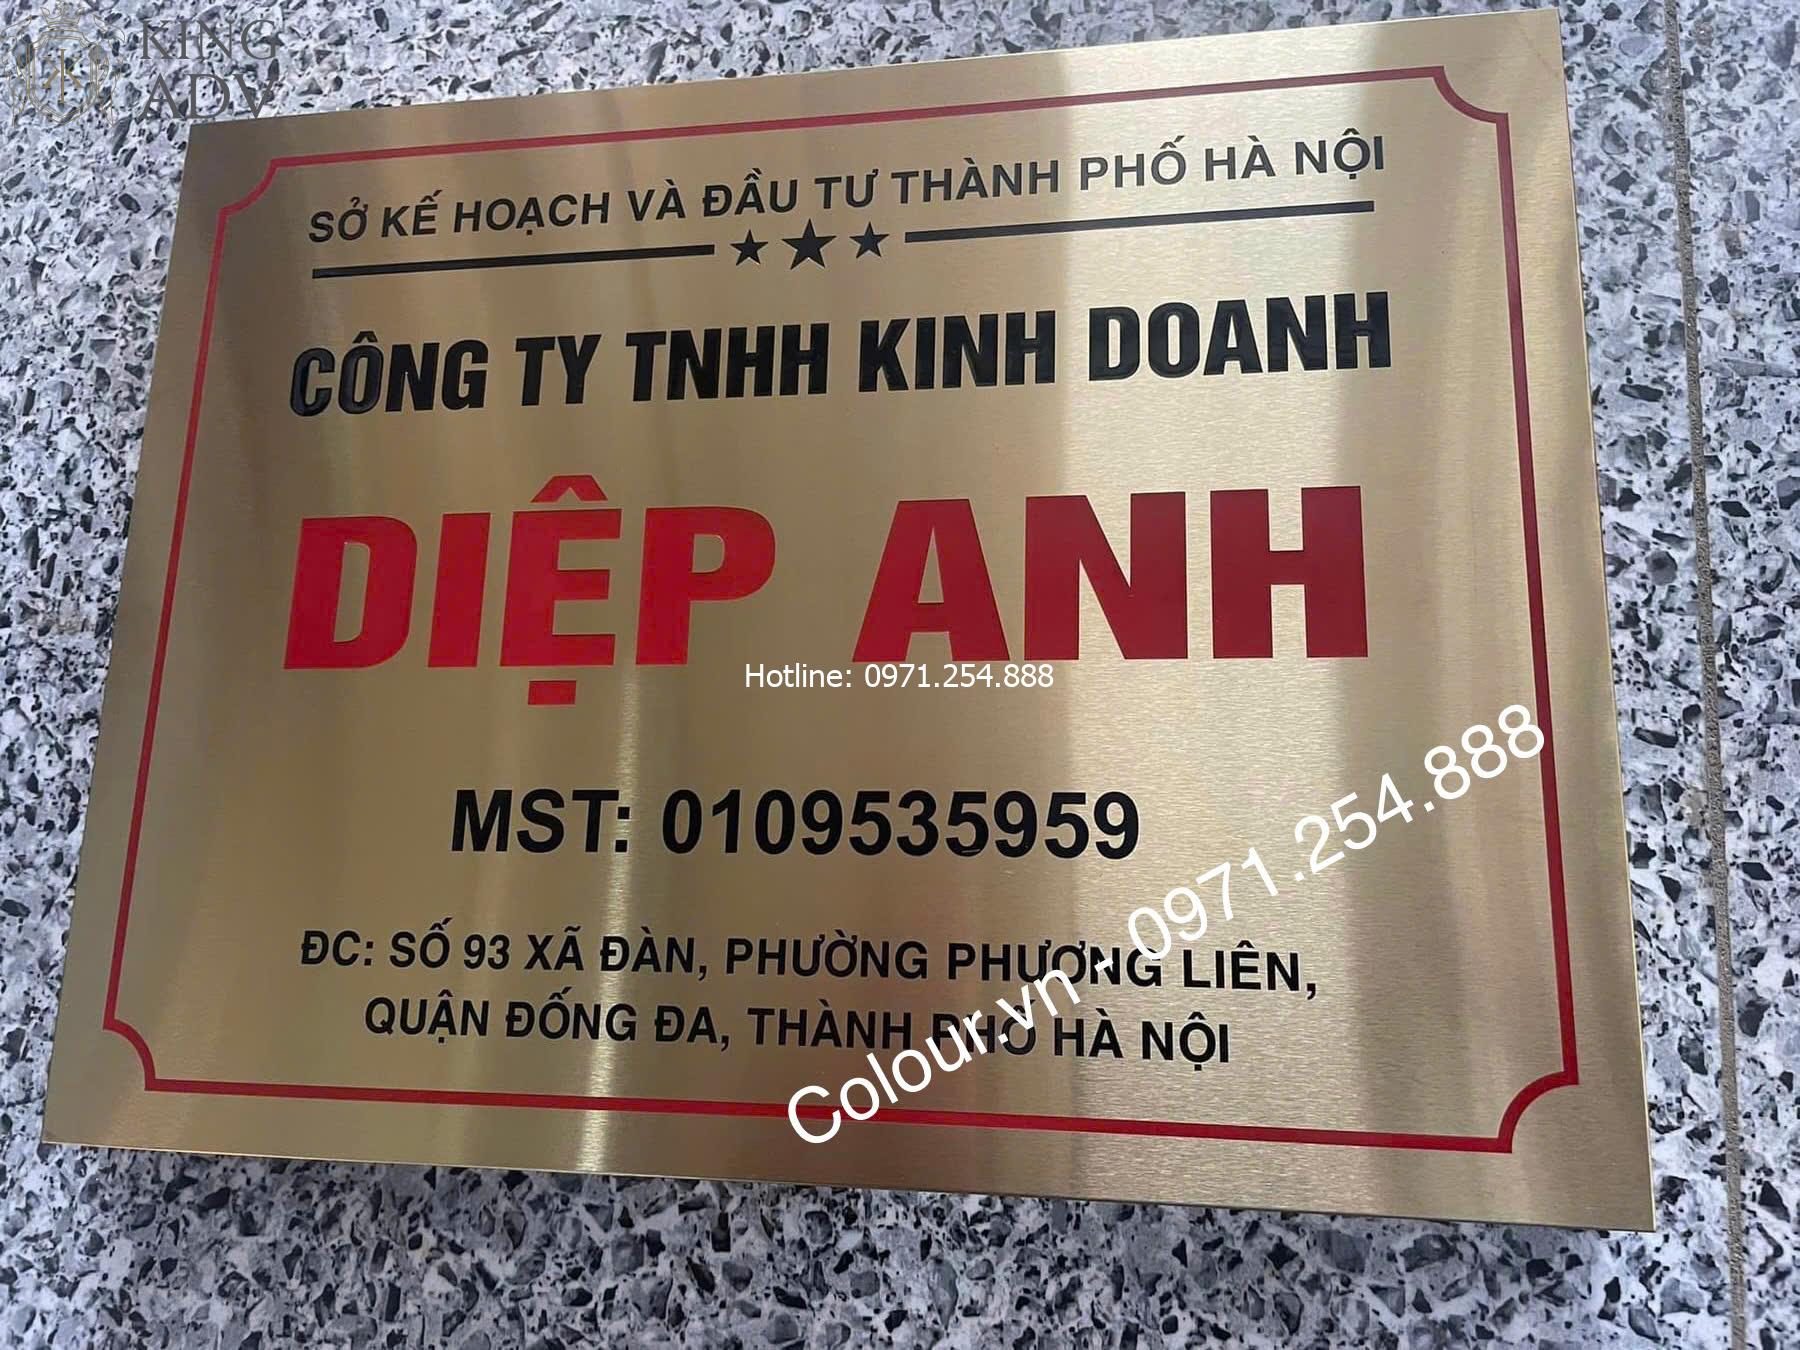 KING
ADV
SỞ KẾ HOẠCH VÀ ĐẦU TƯ THÀNH PHỐ HÀ NỘI
CÔNG TY TNHH KINH DOANH
DIỆP ANH
Hotline: 0971.254.888
MST: 0109535959
ĐC: SỐ 93 XÃ ĐÀN, PHƯỜNG PHƯƠNG LIÊN,
QUẬN ĐỐNG ĐA, THÀNH PHỐ HÀ NỘI
Colour.vn - 0971.254.888